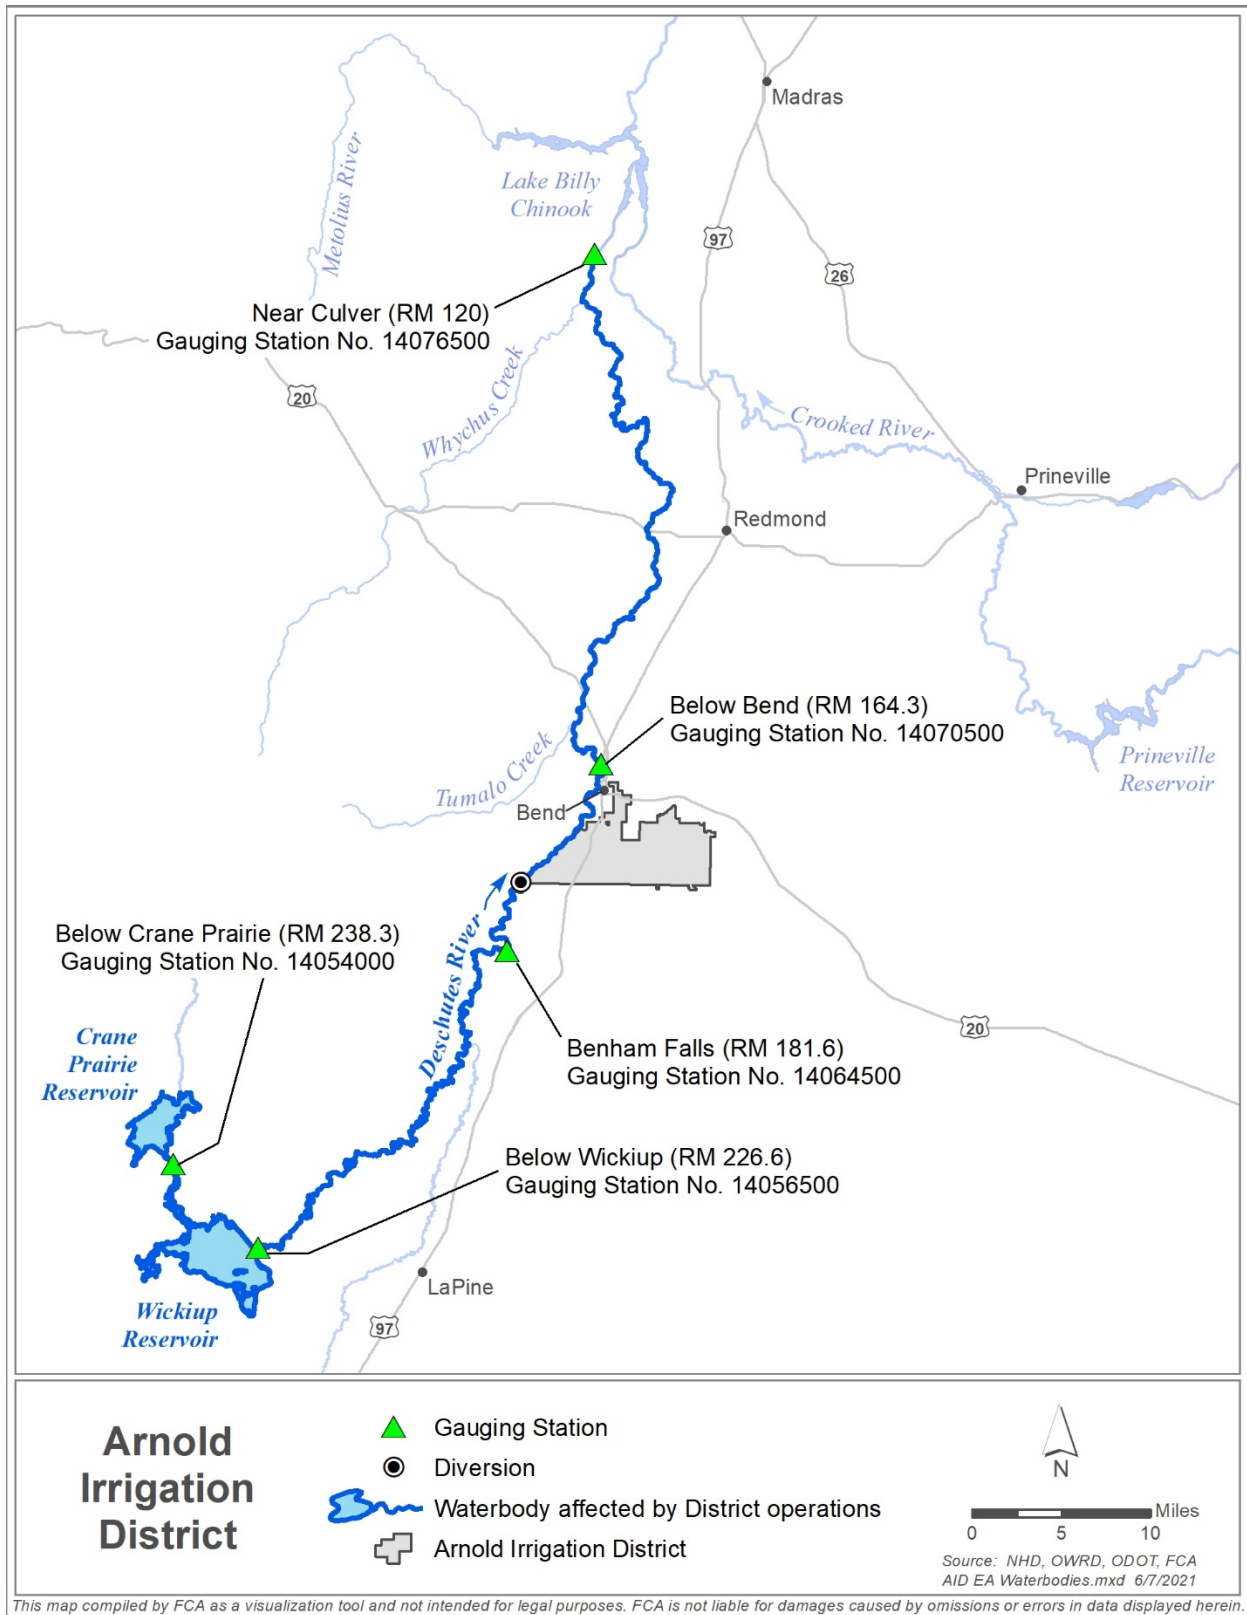 Madras
Metolius River
Lake Billy
Chinook
97
26
Near Culver (RM 120)
Gauging Station No. 14076500
20
Whychus Creek
Crooked River
Prineville
Redmond
Below Bend (RM 164.3)
Gauging Station No. 14070500
Prineville
Reservoir
Tumalo Creek
Bend
Deschutes River
Below Crane Prairie (RM 238.3)
Gauging Station No. 14054000
20
Crane
Prairie
Reservoir
Benham Falls (RM 181.6)
Gauging Station No. 14064500
Below Wickiup (RM 226.6)
Gauging Station No. 14056500
LaPine
Wickiup
Reservoir
97
Arnold
Irrigation
District
Gauging Station
Diversion
Waterbody affected by District operations
Arnold Irrigation District
N
Miles
0 5 10
Source: NHD, OWRD, ODOT, FCA
AID EA Waterbodies.mxd 6/7/2021
This map compiled by FCA as a visualization tool and not intended for legal purposes. FCA is not liable for damages caused by omissions or errors in data displayed herein.